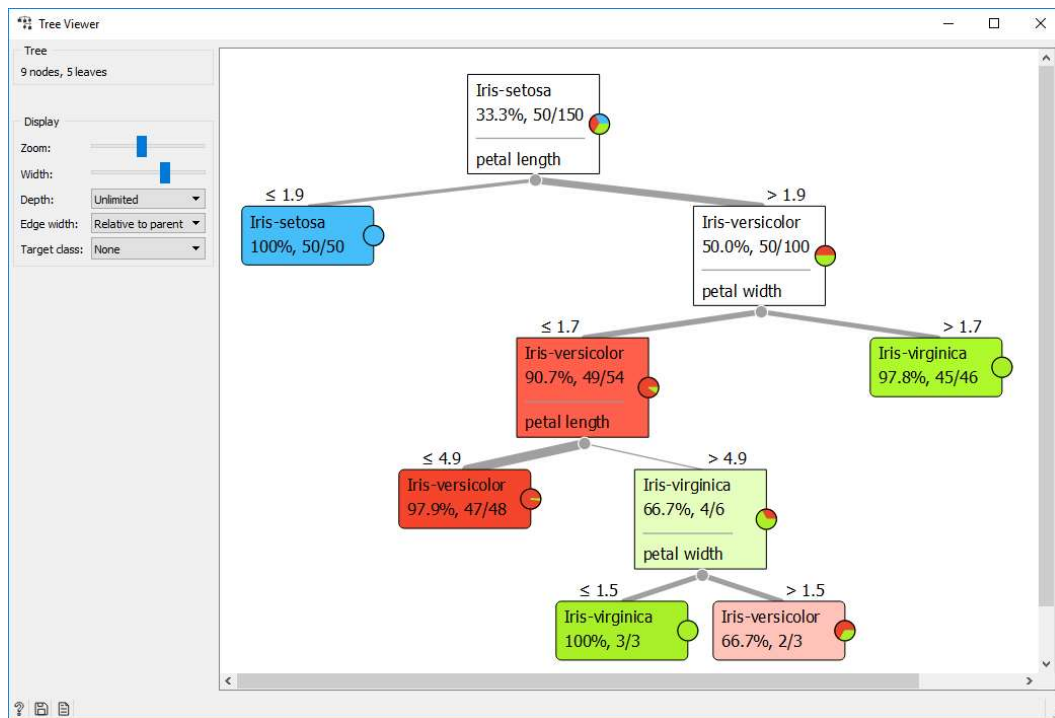 Tree Viewer
Tree
9 nodes, 5 leaves
Display
Zoom:
Width:
Depth: Unlimited
Edge width: Relative to parent
Target class: None
Iris-setosa
33.3%, 50/150
petal length
≤ 1.9
> 1.9
Iris-setosa
100%, 50/50
Iris-versicolor
50.0%, 50/100
petal width
≤ 1.7
> 1.7
Iris-versicolor
90.7%, 49/54
petal length
Iris-virginica
97.8%, 45/46
≤ 4.9
> 4.9
Iris-versicolor
97.9%, 47/48
Iris-virginica
66.7%, 4/6
petal width
≤ 1.5
> 1.5
Iris-virginica
100%, 3/3
Iris-versicolor
66.7%, 2/3
?